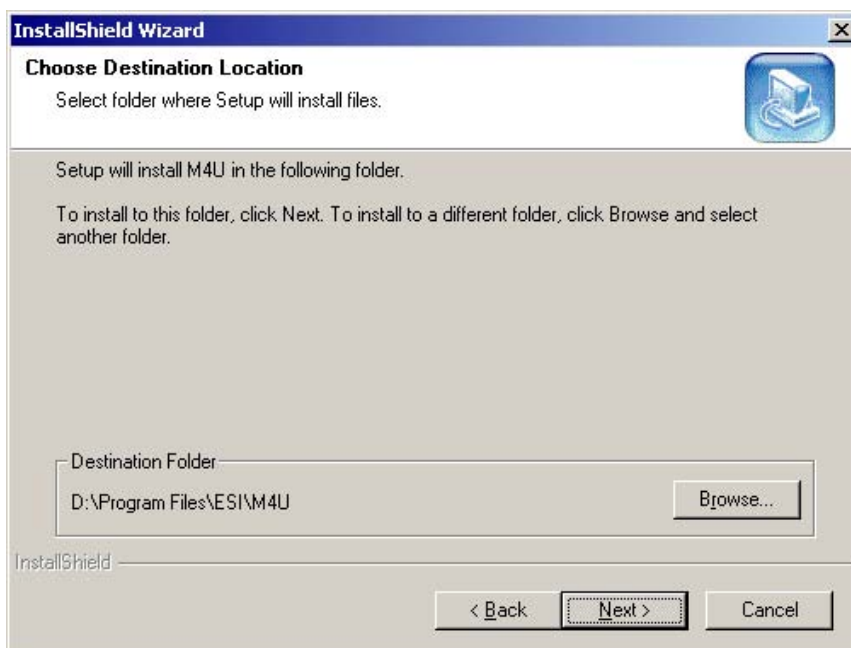 InstallShield Wizard
Choose Destination Location
Select folder where Setup will install files.
Setup will install M4U in the following folder.
To install to this folder, click Next. To install to a different folder, click Browse and select
another folder.
Destination Folder
D:\Program Files\ESI\M4U
Browse...
InstallShield
< Back
Next >
Cancel